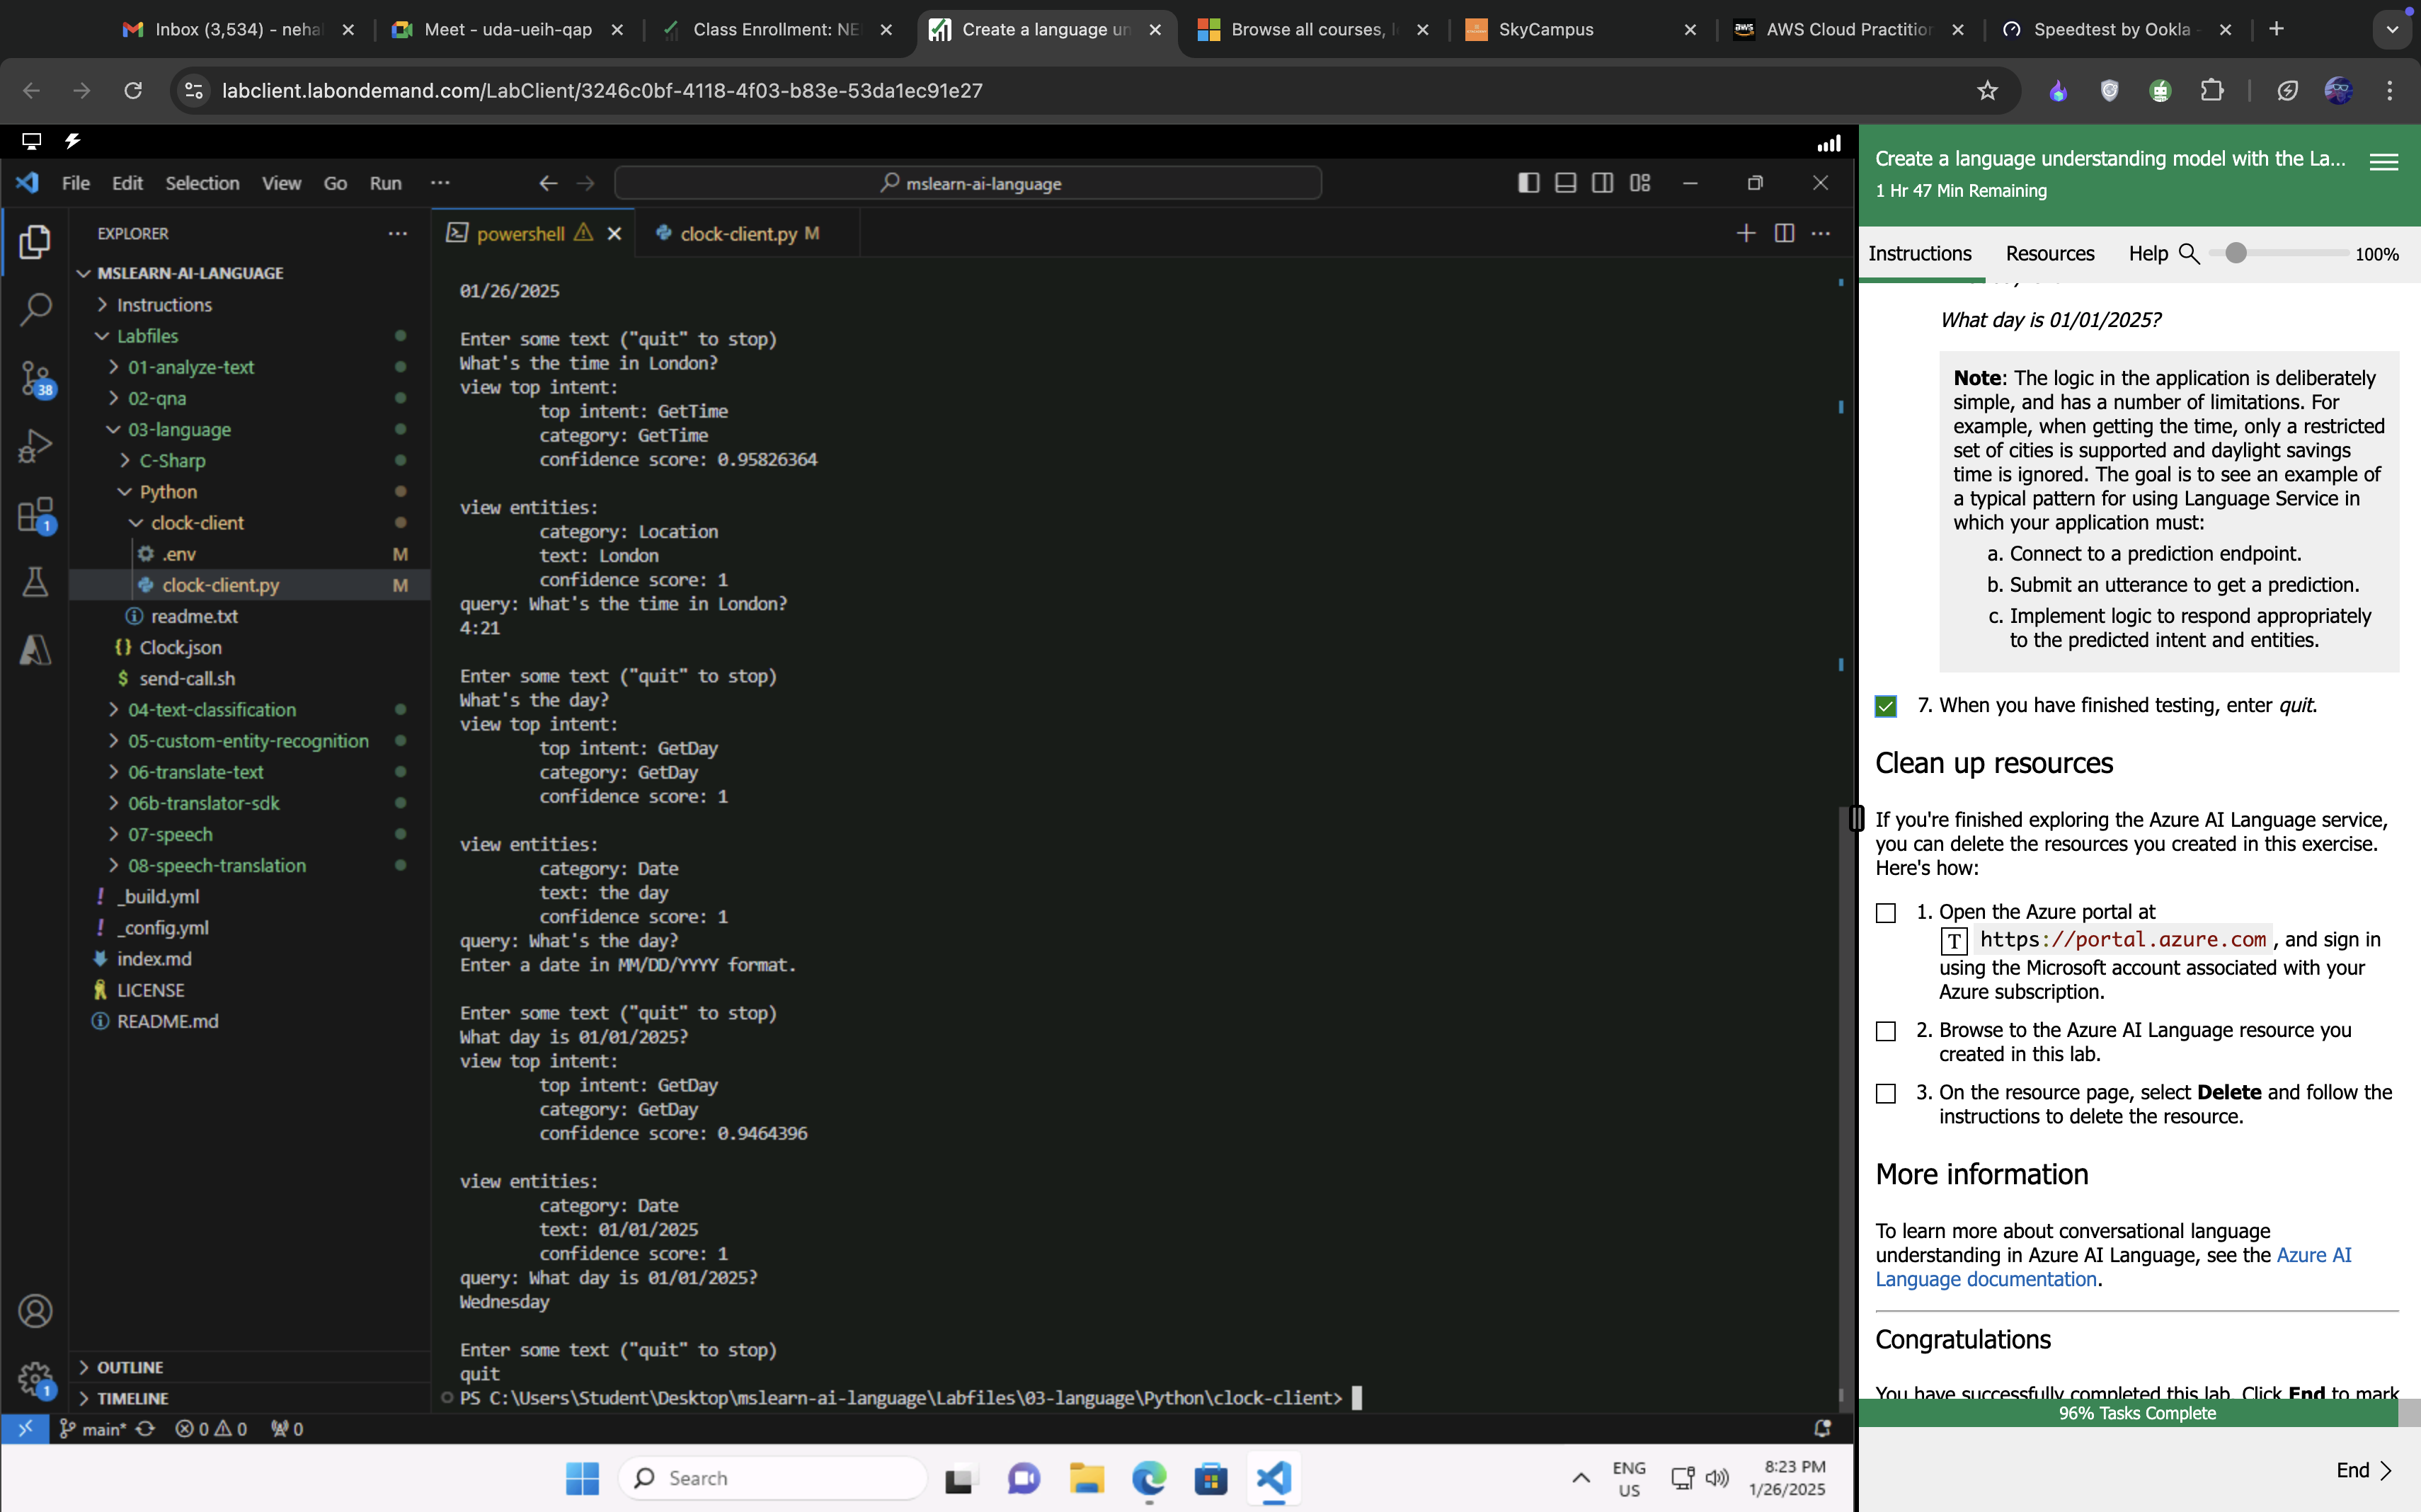 Inbox (3,534) - neha
Meet - uda-ueih-qap
Class Enrollment: NE
Create a language un
Browse all courses, l
SkyCampus
aws
AWS Cloud Practition
Speedtest by Ookla -
labclient.labondemand.com/LabClient/3246c0bf-4118-4f03-b83e-53da1ec91e27
File Edit Selection View Go Run ···
mslearn-ai-language
EXPLORER
MSLEARN-AI-LANGUAGE
Instructions
Labfiles
01-analyze-text
02-qna
03-language
C-Sharp
Python
clock-client
.env M
clock-client.py M
readme.txt
{} Clock.json
$ send-call.sh
04-text-classification
05-custom-entity-recognition
06-translate-text
06b-translator-sdk
07-speech
08-speech-translation
! _build.yml
! _config.yml
index.md
LICENSE
README.md
OUTLINE
TIMELINE
38
1
1
powershell
clock-client.py M
01/26/2025
Enter some text ("quit" to stop)
What's the time in London?
view top intent:
top intent: GetTime
category: GetTime
confidence score: 0.95826364
view entities:
category: Location
text: London
confidence score: 1
query: What's the time in London?
4:21
Enter some text ("quit" to stop)
What's the day?
view top intent:
top intent: GetDay
category: GetDay
confidence score: 1
view entities:
category: Date
text: the day
confidence score: 1
query: What's the day?
Enter a date in MM/DD/YYYY format.
Enter some text ("quit" to stop)
What day is 01/01/2025?
view top intent:
top intent: GetDay
category: GetDay
confidence score: 0.9464396
view entities:
category: Date
text: 01/01/2025
confidence score: 1
query: What day is 01/01/2025?
Wednesday
Enter some text ("quit" to stop)
quit
PS C:\Users\Student\Desktop\mslearn-ai-language\Labfiles\03-language\Python\clock-client>
main* 0 0 0
Search
ENG
US
8:23 PM
1/26/2025
Create a language understanding model with the La...
1 Hr 47 Min Remaining
Instructions Resources Help 100%
What day is 01/01/2025?
Note: The logic in the application is deliberately
simple, and has a number of limitations. For
example, when getting the time, only a restricted
set of cities is supported and daylight savings
time is ignored. The goal is to see an example of
a typical pattern for using Language Service in
which your application must:
a. Connect to a prediction endpoint.
b. Submit an utterance to get a prediction.
c. Implement logic to respond appropriately
to the predicted intent and entities.
7. When you have finished testing, enter quit.
Clean up resources
If you're finished exploring the Azure AI Language service,
you can delete the resources you created in this exercise.
Here's how:
1. Open the Azure portal at
T https://portal.azure.com , and sign in
using the Microsoft account associated with your
Azure subscription.
2. Browse to the Azure AI Language resource you
created in this lab.
3. On the resource page, select Delete and follow the
instructions to delete the resource.
More information
To learn more about conversational language
understanding in Azure AI Language, see the Azure AI
Language documentation.
Congratulations
You have successfully completed this lab. Click End to mark
96% Tasks Complete
End